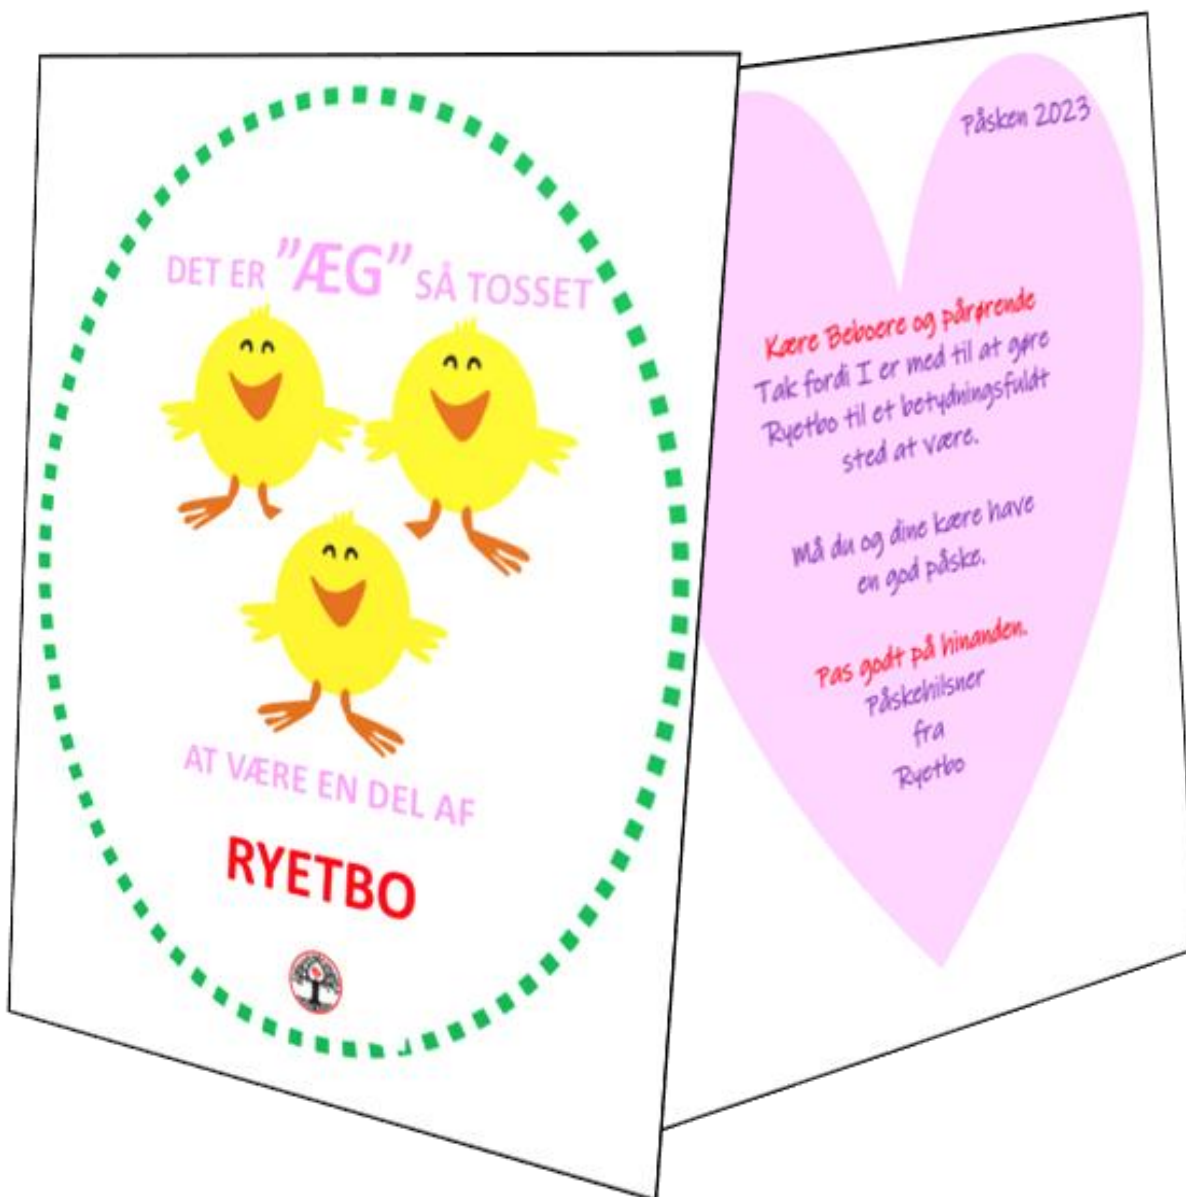 DET ER "ÆG" SÅ TOSSET
AT VÆRE EN DEL AF
RYETBO
Påsken 2023
Kære Beboere og pårørende
Tak fordi I er med til at gøre
Ryetbo til et betydningsfuldt
sted at være.
Må du og dine kære have
en god påske.
Pas godt på hinanden.
Påskehilsner
fra
Ryetbo